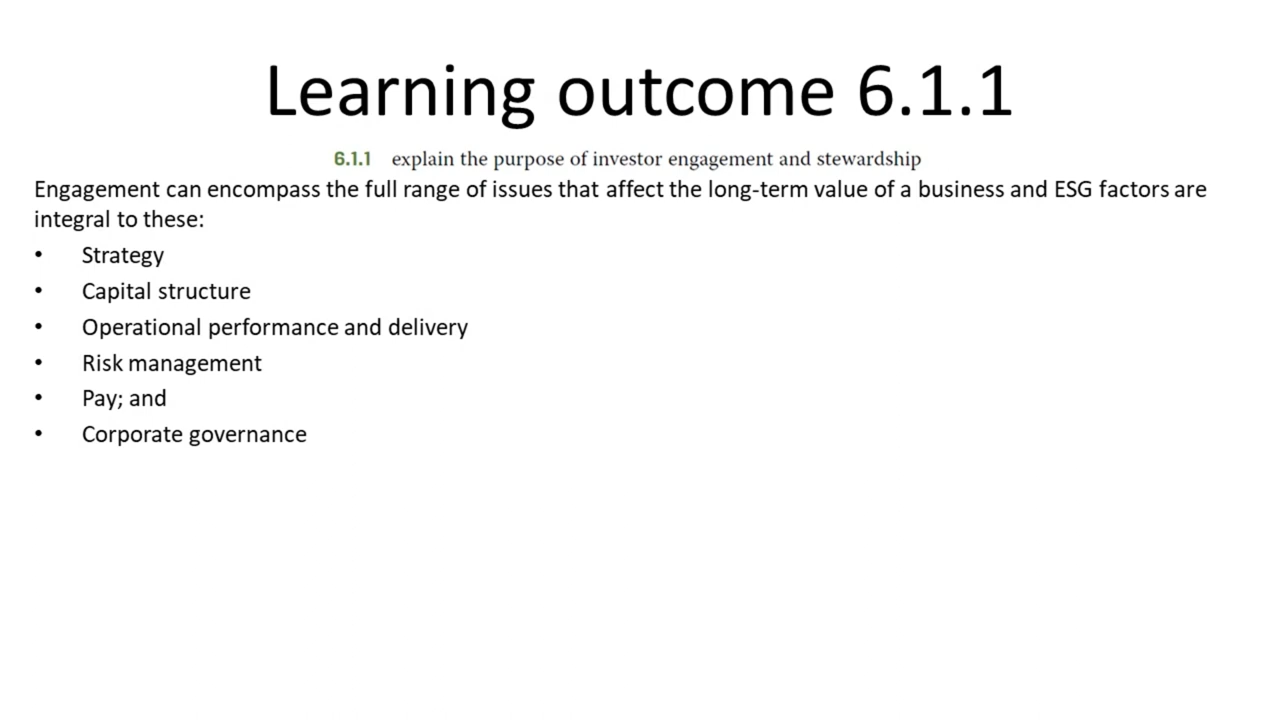 Learning outcome 6.1.1
6.1.1 explain the purpose of investor engagement and stewardship
Engagement can encompass the full range of issues that affect the long-term value of a business and ESG factors are
integral to these:
• Strategy
• Capital structure
• Operational performance and delivery
• Risk management
• Pay; and
• Corporate governance